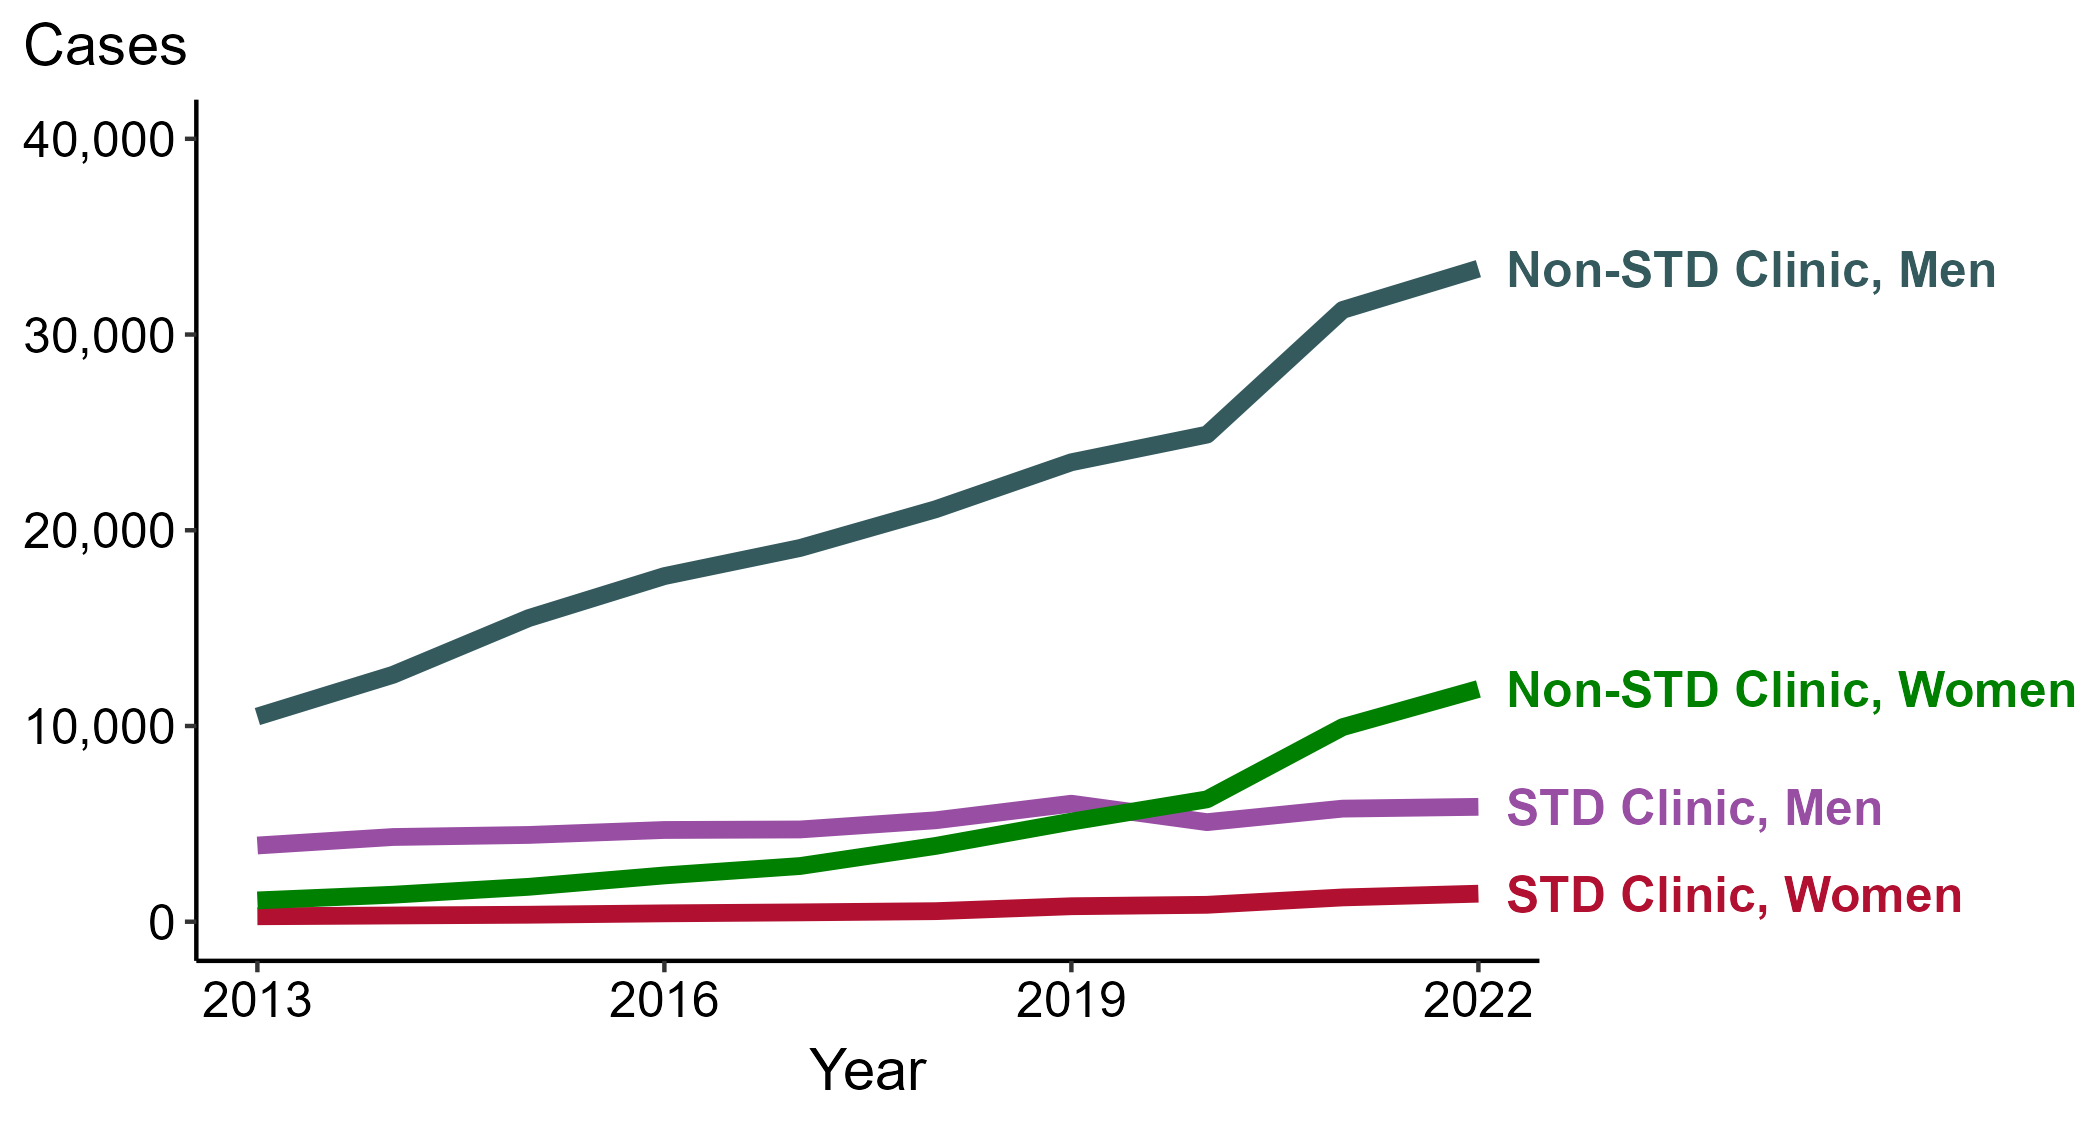 Cases
40,000
30,000
20,000
10,000
0
Non-STD Clinic, Men
Non-STD Clinic, Women
STD Clinic, Men
STD Clinic, Women
2013 2016 2019 2022
Year